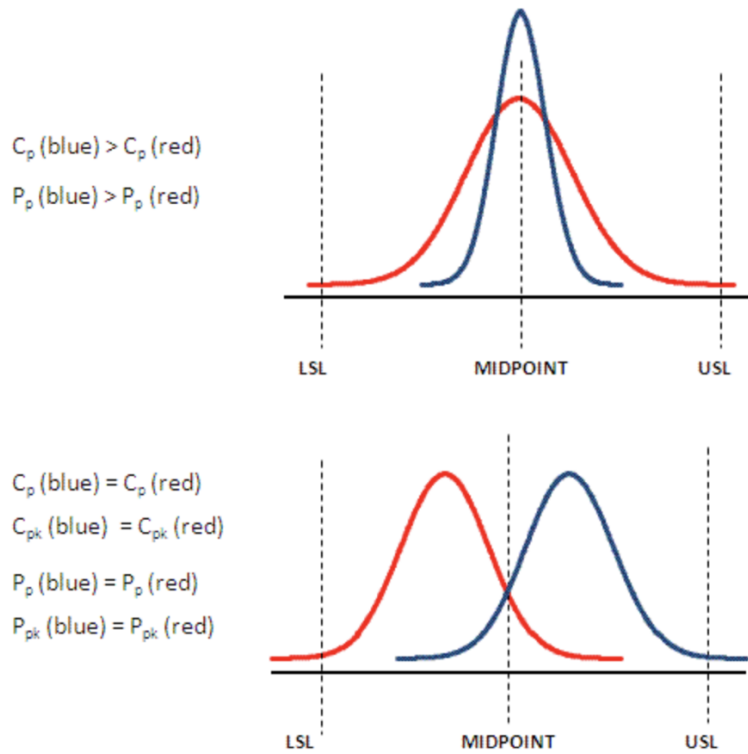 Cp (blue) > Cp (red)
Pp (blue) > Pp (red)
LSL MIDPOINT USL
Cp (blue) = Cp (red)
Cpk (blue) = Cpk (red)
Pp (blue) = Pp (red)
Ppk (blue) = Ppk (red)
LSL MIDPOINT USL